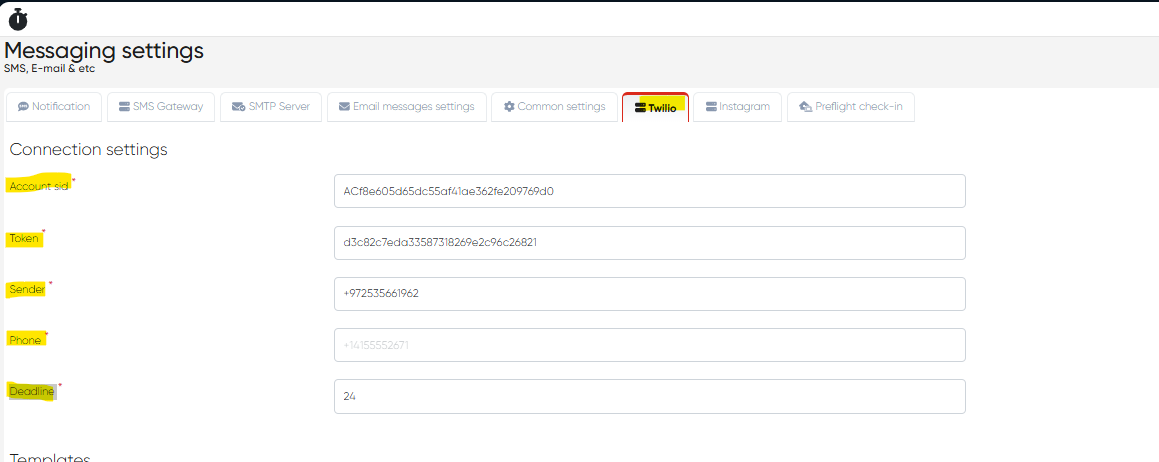 Messaging settings
SMS, E-mail & etc
Notification SMS Gateway SMTP Server Email messages settings Common settings Twilio Instagram Preflight check-in
Connection settings
Account sid * ACf8e605d65dc55af41ae362fe209769d0
Token * d3c82c7eda33587318269e2c96c26821
Sender * +972535661962
Phone * +14155552671
Deadline * 24
Templates